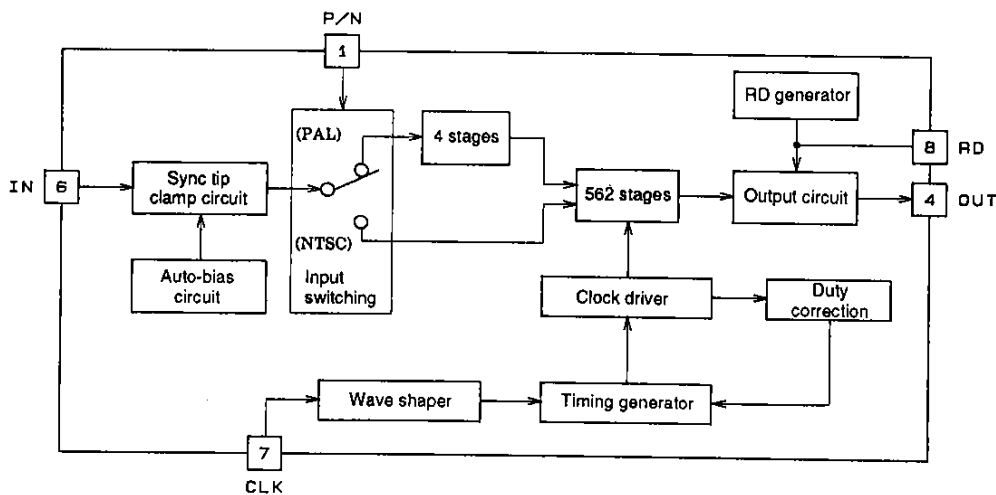 P/N
1
RD generator
(PAL)
4 stages
8 RD
IN 6
Sync tip
clamp circuit
562 stages
Output circuit
4 OUT
(NTSC)
Auto-bias
circuit
Input
switching
Clock driver
Duty
correction
Wave shaper
Timing generator
7
CLK